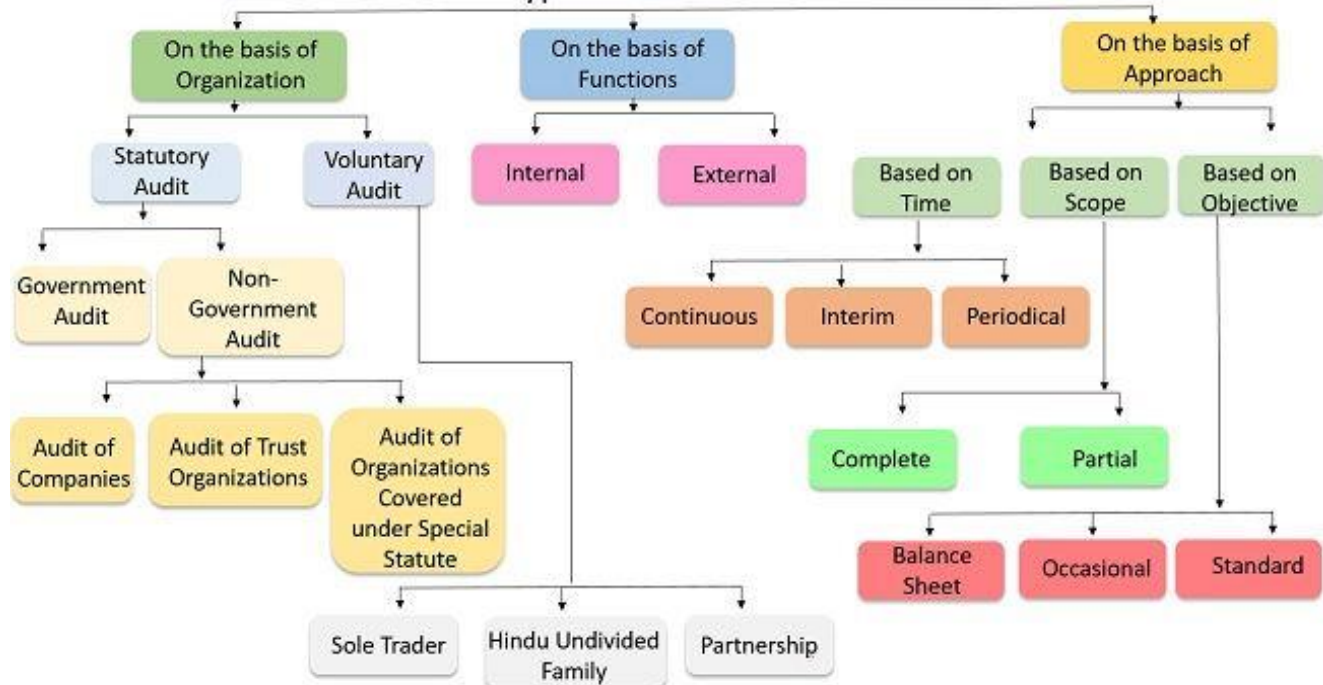 On the basis of
Organization
On the basis of
Functions
On the basis of
Approach
Statutory
Audit
Voluntary
Audit
Internal
External
Based on
Time
Based on
Scope
Based on
Objective
Government
Audit
Non-
Government
Audit
Continuous
Interim
Periodical
Audit of
Companies
Audit of Trust
Organizations
Audit of
Organizations
Covered
under Special
Statute
Complete
Partial
Balance
Sheet
Occasional
Standard
Sole Trader
Hindu Undivided
Family
Partnership